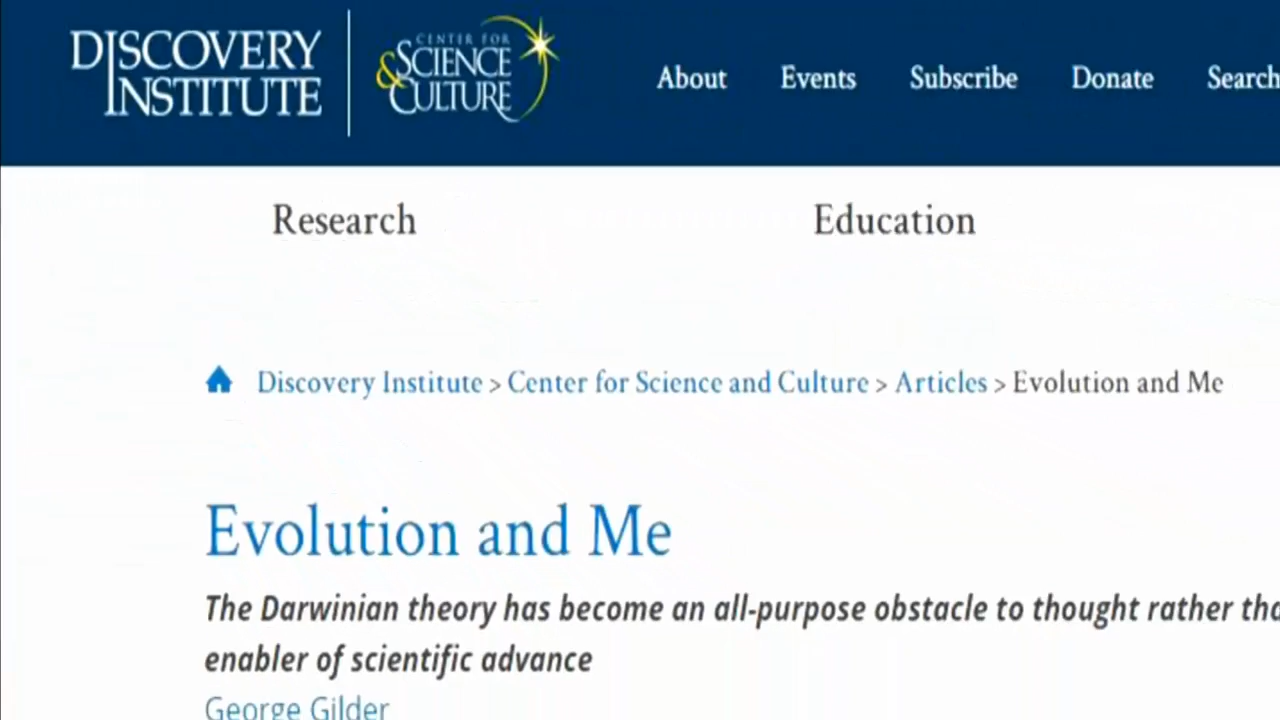 DISCOVERY INSTITUTE
CENTER FOR SCIENCE & CULTURE
About Events Subscribe Donate Search
Research Education
Discovery Institute > Center for Science and Culture > Articles > Evolution and Me
Evolution and Me
The Darwinian theory has become an all-purpose obstacle to thought rather
enabler of scientific advance
George Gilder